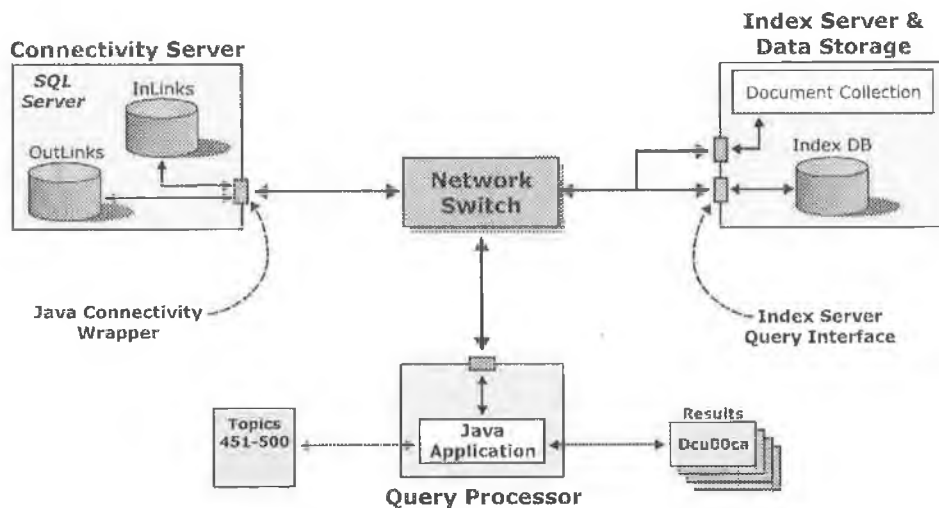 Connectivity Server
SQL
Server
InLinks
OutLinks
Index Server &
Data Storage
Document Collection
Index DB
Network
Switch
Java Connectivity
Wrapper
Index Server
Query Interface
Topics
451-500
Java
Application
Query Processor
Results
Dcu00ca